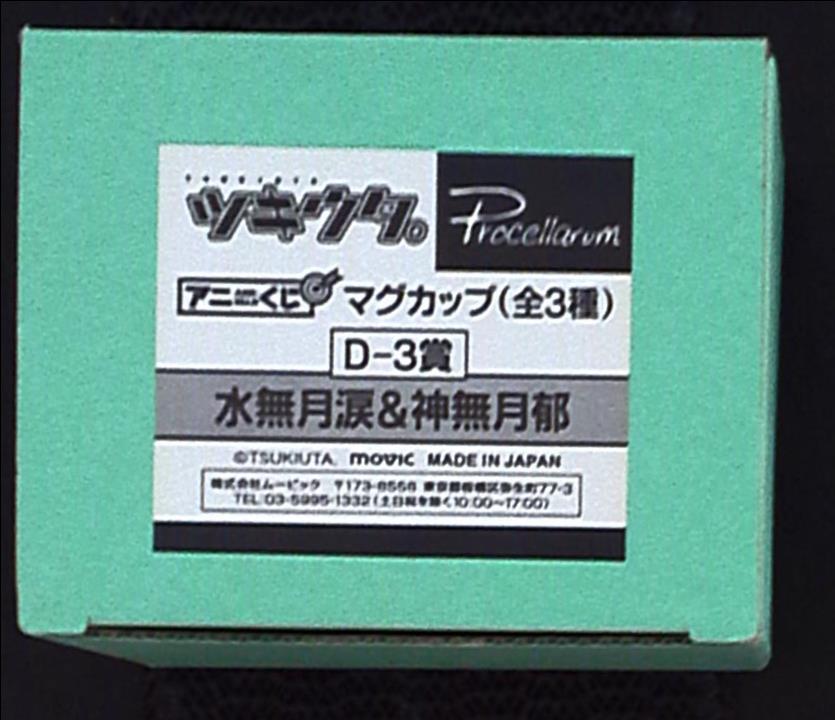 TSUKIUTA
ツキウタ。
Procellarum
アニくじ マグカップ(全3種)
D-3賞
水無月涙&神無月郁
©TSUKIUTA. movic MADE IN JAPAN
株式会社ムービック 〒173-8558 東京都板橋区弥生町77-3
TEL 03-5995-1332(土日祝を除く10:00〜17:00)